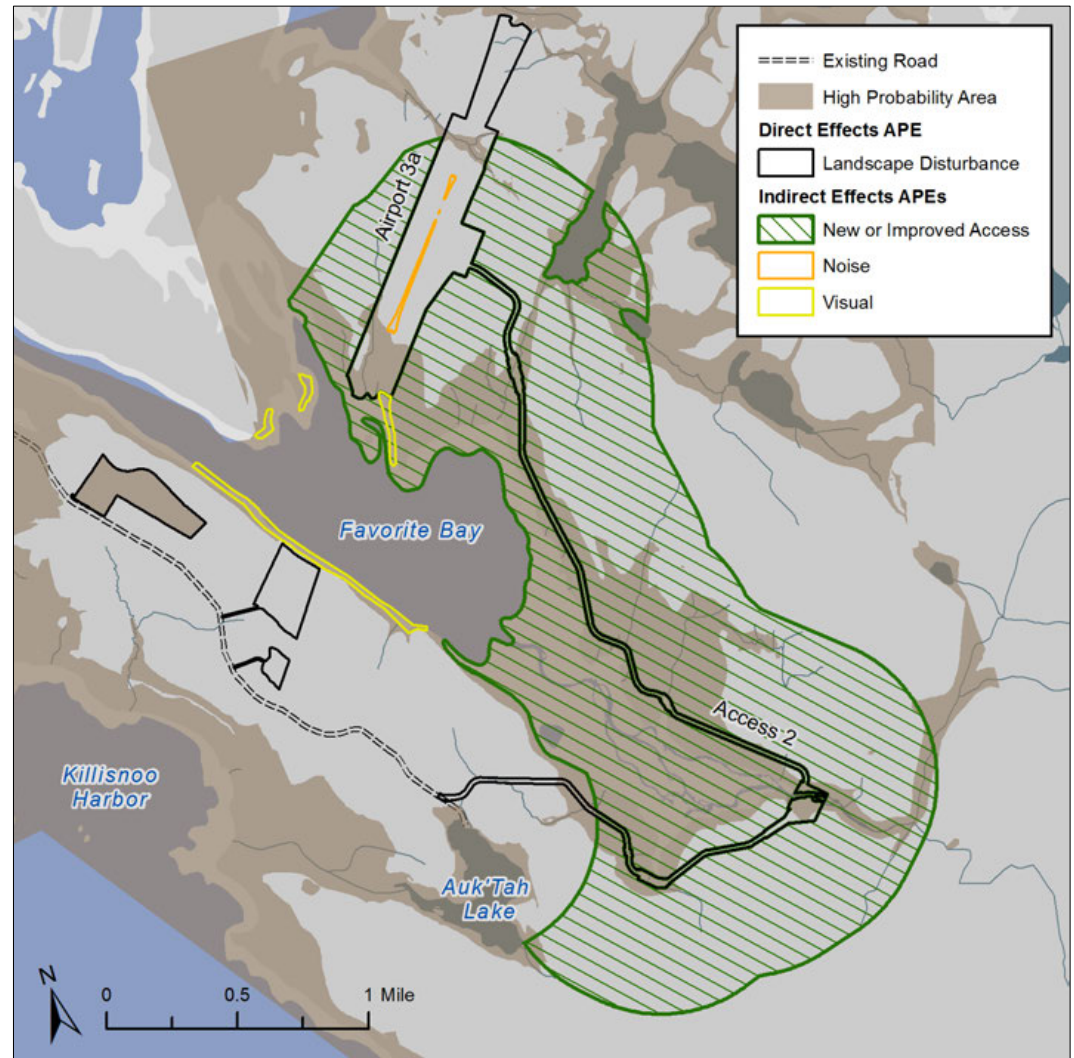 Existing Road
High Probability Area
Direct Effects APE
Landscape Disturbance
Indirect Effects APEs
New or Improved Access
Noise
Visual
Airport 3a
Favorite Bay
Access 2
Killisnoo
Harbor
Auk'Tah
Lake
N
0 0.5 1 Mile